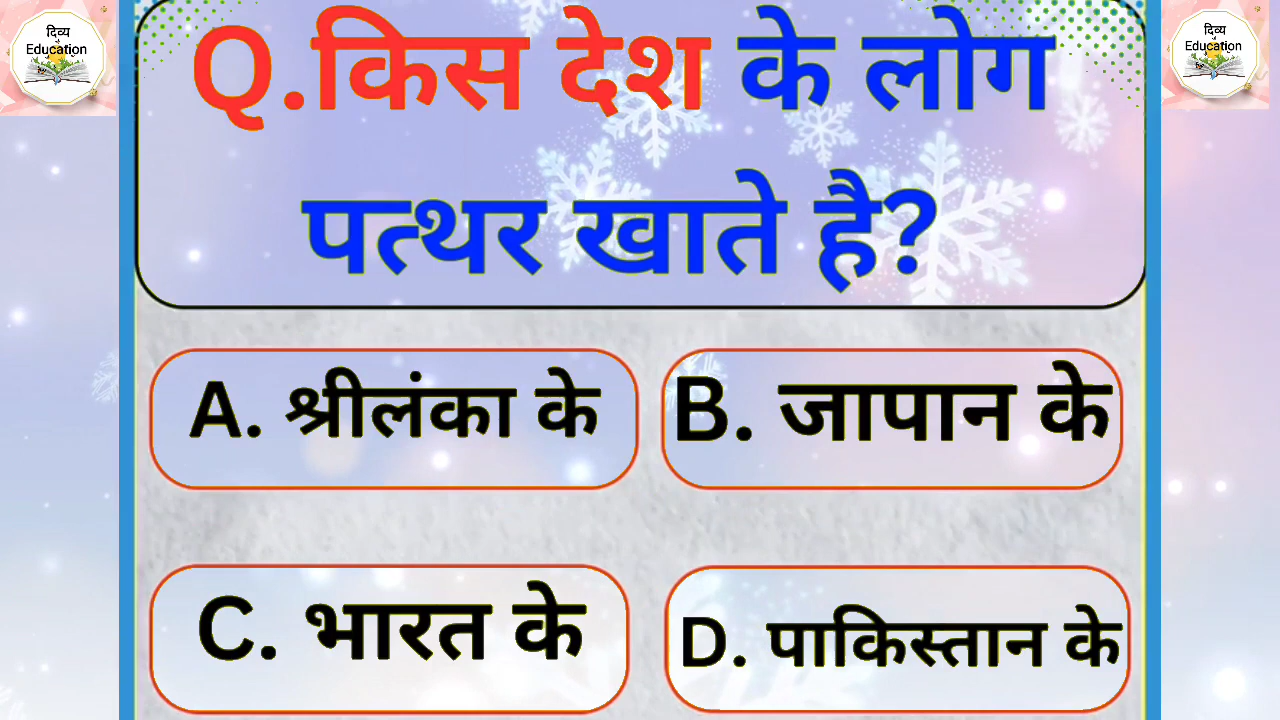 दिव्य
Education
दिव्य
Education
Q.किस देश के लोग
पत्थर खाते है?
A. श्रीलंका के
B. जापान के
C. भारत के
D. पाकिस्तान के